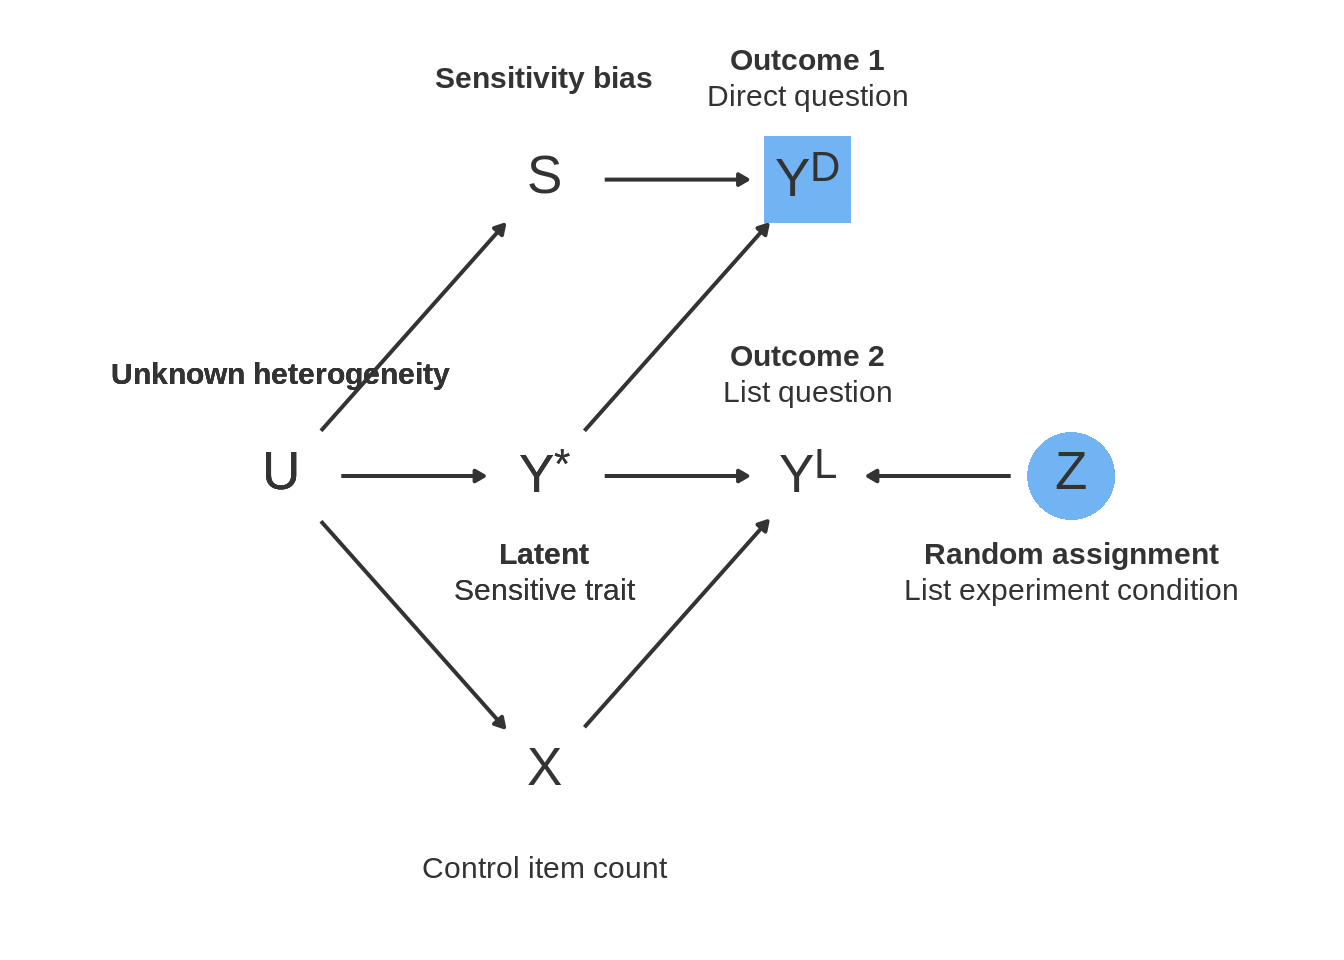 Sensitivity bias
Outcome 1
Direct question
S
Y^D
Unknown heterogeneity
Outcome 2
List question
U
Y*
Y^L
Z
Latent
Sensitive trait
Random assignment
List experiment condition
X
Control item count